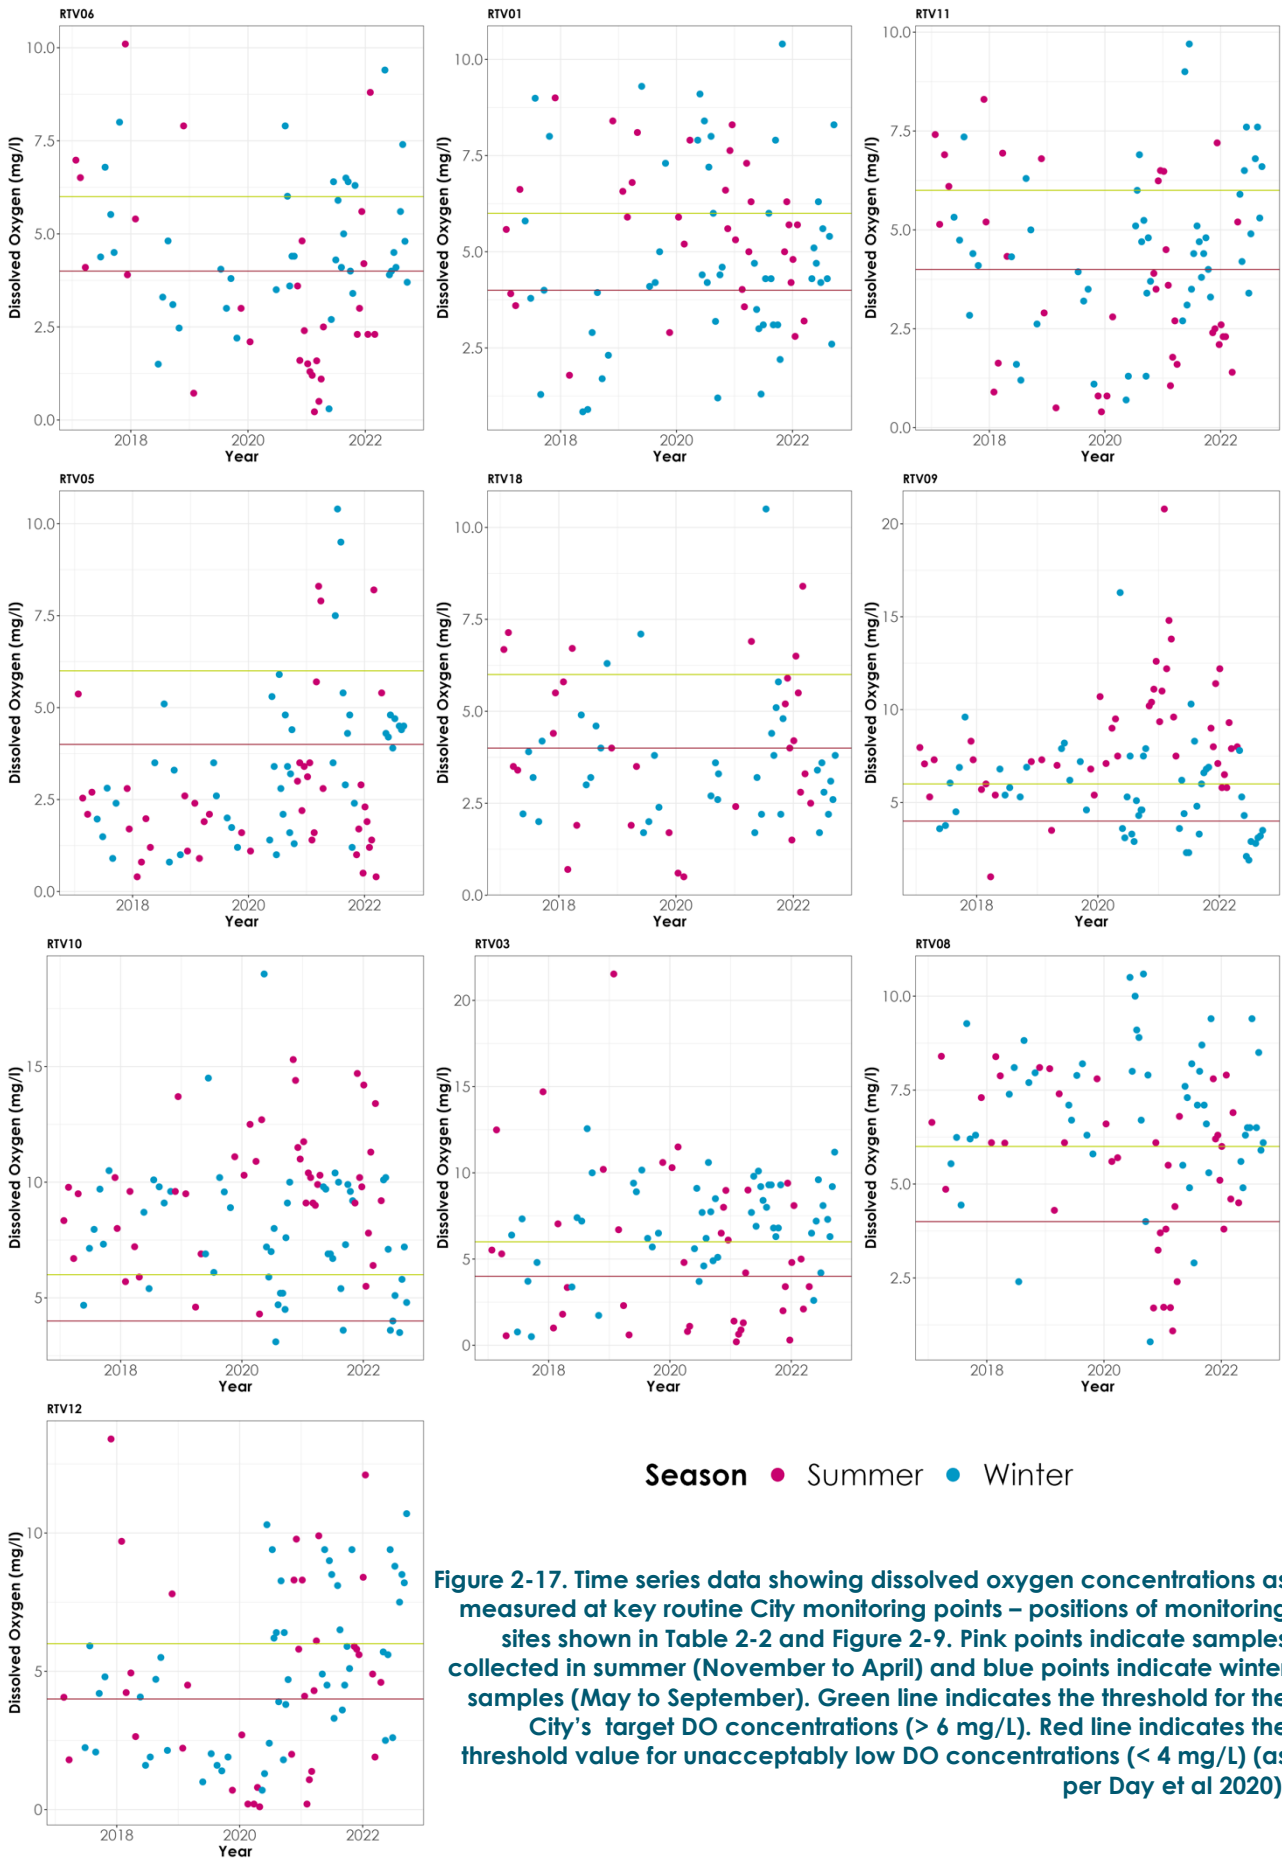 RTV06
RTV01
RTV11
10.0
7.5
5.0
2.5
0.0
Dissolved Oxygen (mg/l)
2018 2020 2022
Year
10.0
7.5
5.0
2.5
Dissolved Oxygen (mg/l)
2018 2020 2022
Year
10.0
7.5
5.0
2.5
0.0
Dissolved Oxygen (mg/l)
2018 2020 2022
Year
RTV05
RTV18
RTV09
10.0
7.5
5.0
2.5
0.0
Dissolved Oxygen (mg/l)
2018 2020 2022
Year
10.0
7.5
5.0
2.5
0.0
Dissolved Oxygen (mg/l)
2018 2020 2022
Year
20
15
10
5
Dissolved Oxygen (mg/l)
2018 2020 2022
Year
RTV10
RTV03
RTV08
15
10
5
Dissolved Oxygen (mg/l)
2018 2020 2022
Year
20
15
10
5
0
Dissolved Oxygen (mg/l)
2018 2020 2022
Year
10.0
7.5
5.0
2.5
Dissolved Oxygen (mg/l)
2018 2020 2022
Year
RTV12
10
5
0
Dissolved Oxygen (mg/l)
2018 2020 2022
Year
Season Summer Winter
Figure 2-17. Time series data showing dissolved oxygen concentrations as
measured at key routine City monitoring points – positions of monitoring
sites shown in Table 2-2 and Figure 2-9. Pink points indicate samples
collected in summer (November to April) and blue points indicate winter
samples (May to September). Green line indicates the threshold for the
City’s target DO concentrations (> 6 mg/L). Red line indicates the
threshold value for unacceptably low DO concentrations (< 4 mg/L) (as
per Day et al 2020)